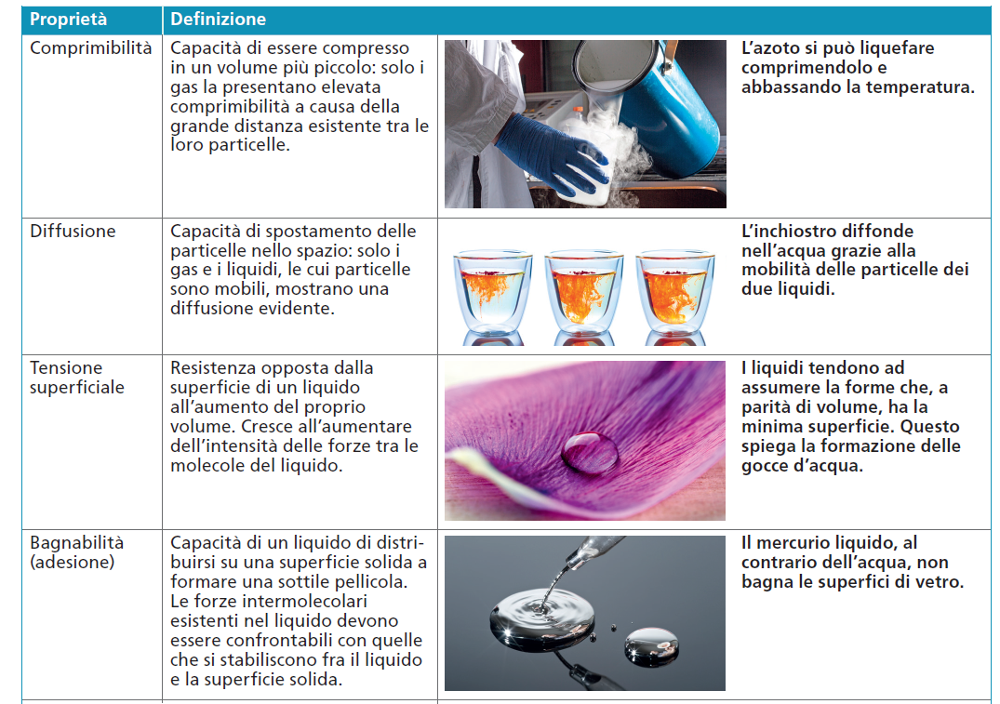 Proprietà Definizione
Comprimibilità
Capacità di essere compresso
in un volume più piccolo: solo i
gas la presentano elevata
comprimibilità a causa della
grande distanza esistente tra le
loro particelle.
L’azoto si può liquefare
comprimendolo e
abbassando la temperatura.
Diffusione
Capacità di spostamento delle
particelle nello spazio: solo i
gas e i liquidi, le cui particelle
sono mobili, mostrano una
diffusione evidente.
L’inchiostro diffonde
nell’acqua grazie alla
mobilità delle particelle dei
due liquidi.
Tensione
superficiale
Resistenza opposta dalla
superficie di un liquido
all’aumento del proprio
volume. Cresce all’aumentare
dell’intensità delle forze tra le
molecole del liquido.
I liquidi tendono ad
assumere la forme che, a
parità di volume, ha la
minima superficie. Questo
spiega la formazione delle
gocce d’acqua.
Bagnabilità
(adesione)
Capacità di un liquido di distri-
buirsi su una superficie solida a
formare una sottile pellicola.
Le forze intermolecolari
esistenti nel liquido devono
essere confrontabili con quelle
che si stabiliscono fra il liquido
e la superficie solida.
Il mercurio liquido, al
contrario dell’acqua, non
bagna le superfici di vetro.